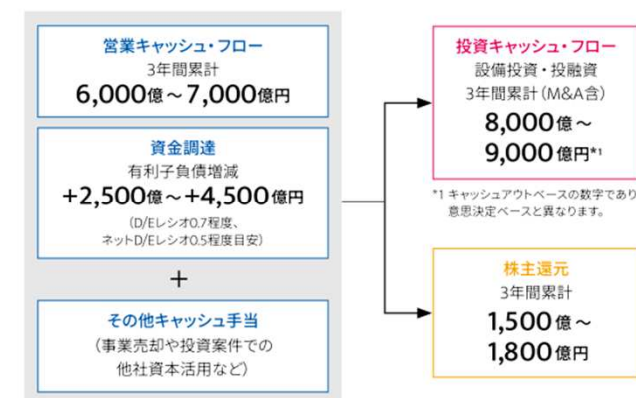 営業キャッシュ・フロー
3年間累計
6,000億～7,000億円
資金調達
有利子負債増減
+2,500億～+4,500億円
(D/Eレシオ0.7程度、
ネットD/Eレシオ0.5程度目安)
+
その他キャッシュ手当
(事業売却や投資案件での
他社資本活用など)
投資キャッシュ・フロー
設備投資・投融資
3年間累計(M&A含)
8,000億～
9,000億円*1
*1 キャッシュアウトベースの数字であり
意思決定ベースと異なります。
株主還元
3年間累計
1,500億～
1,800億円